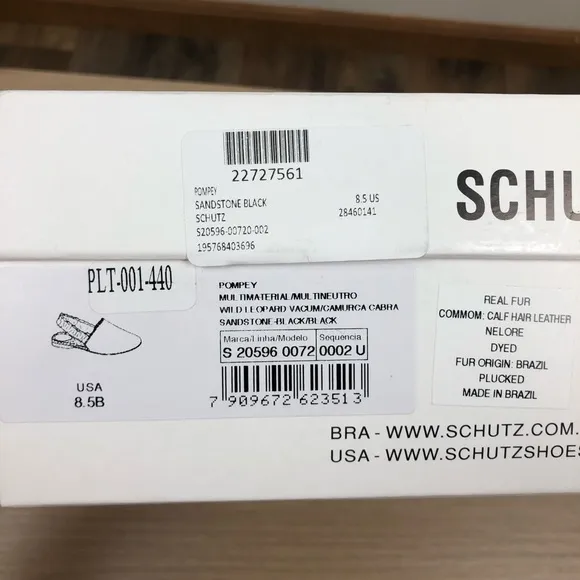 22727561
POMPEY
SANDSTONE BLACK 8.5 US
SCHUTZ 28460141
S20596-00720-002
195768403696
SCHU
PLT-001-440
USA
8.5B
POMPEY
MULTIMATERIAL/MULTINEUTRO
WILD LEOPARD VACUM/CAMURCA CABRA
SANDSTONE-BLACK/BLACK
Marca/Linha/Modelo Sequencia
S 20596 0072 0002 U
7 909672 623513
REAL FUR
COMMOM: CALF HAIR LEATHER
NELORE
DYED
FUR ORIGIN: BRAZIL
PLUCKED
MADE IN BRAZIL
BRA - WWW.SCHUTZ.COM.
USA - WWW.SCHUTZSHOES